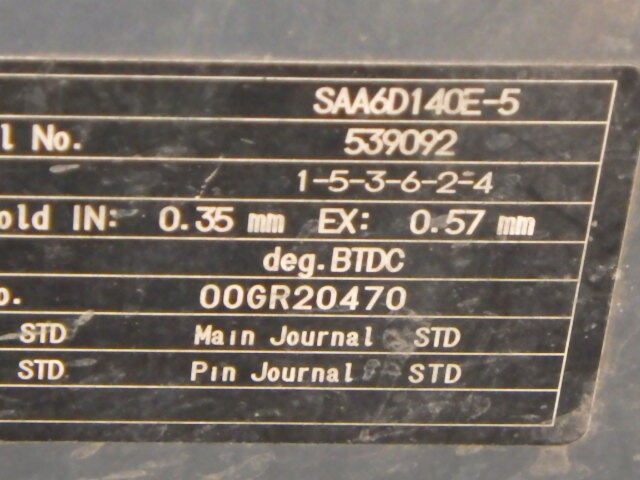 SAA6D140E-5
l No. 539092
1-5-3-6-2-4
old IN: 0.35 mm EX: 0.57 mm
deg.BTDC
o. 00GR20470
STD Main Journal STD
STD Pin Journal STD